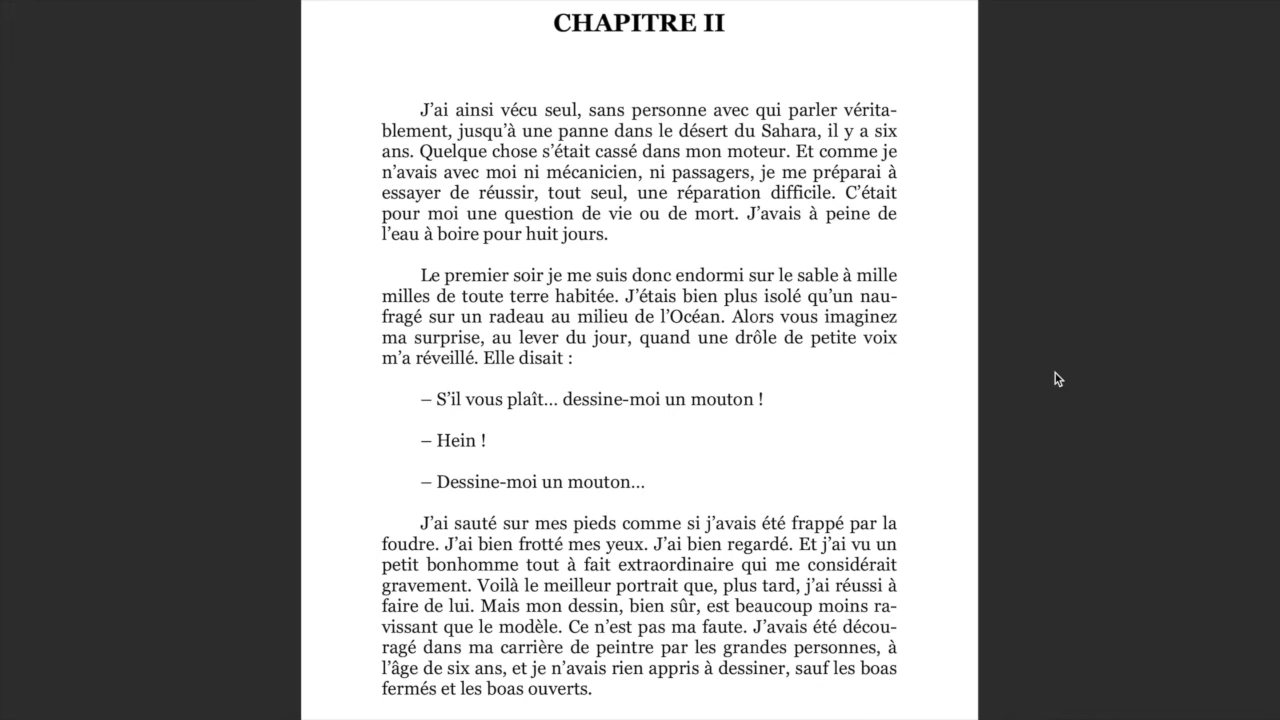 CHAPITRE II
J’ai ainsi vécu seul, sans personne avec qui parler vérita-
blement, jusqu’à une panne dans le désert du Sahara, il y a six
ans. Quelque chose s’était cassé dans mon moteur. Et comme je
n’avais avec moi ni mécanicien, ni passagers, je me préparai à
essayer de réussir, tout seul, une réparation difficile. C’était
pour moi une question de vie ou de mort. J’avais à peine de
l’eau à boire pour huit jours.
Le premier soir je me suis donc endormi sur le sable à mille
milles de toute terre habitée. J’étais bien plus isolé qu’un nau-
fragé sur un radeau au milieu de l’Océan. Alors vous imaginez
ma surprise, au lever du jour, quand une drôle de petite voix
m’a réveillé. Elle disait :
– S’il vous plaît… dessine-moi un mouton !
– Hein !
– Dessine-moi un mouton…
J’ai sauté sur mes pieds comme si j’avais été frappé par la
foudre. J’ai bien frotté mes yeux. J’ai bien regardé. Et j’ai vu un
petit bonhomme tout à fait extraordinaire qui me considérait
gravement. Voilà le meilleur portrait que, plus tard, j’ai réussi à
faire de lui. Mais mon dessin, bien sûr, est beaucoup moins ra-
vissant que le modèle. Ce n’est pas ma faute. J’avais été décou-
ragé dans ma carrière de peintre par les grandes personnes, à
l’âge de six ans, et je n’avais rien appris à dessiner, sauf les boas
fermés et les boas ouverts.